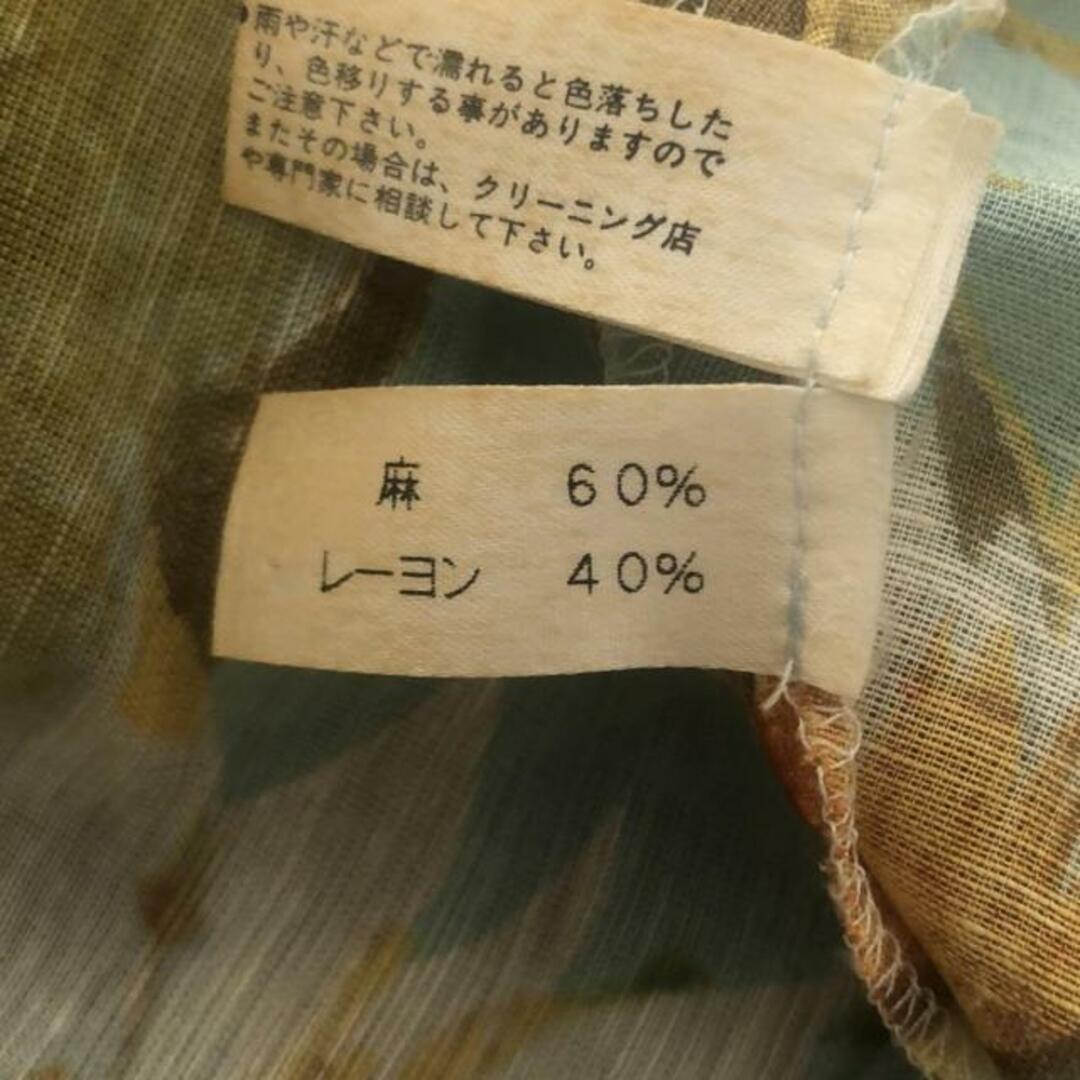 ●雨や汗などで濡れると色落ちした
り、色移りする事がありますので
ご注意下さい。
またその場合は、クリーニング店
や専門家に相談して下さい。
麻 60%
レーヨン 40%